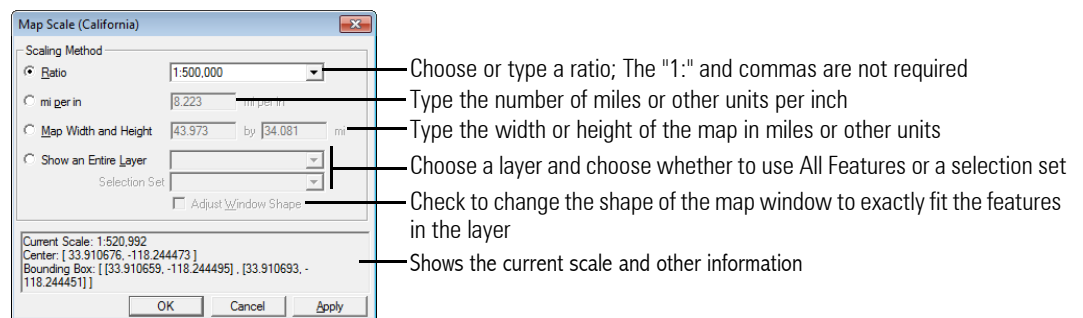 Map Scale (California)
Scaling Method
Ratio 1:500,000
Choose or type a ratio; The "1:" and commas are not required
mi per in 8.223 mi per in
Type the number of miles or other units per inch
Map Width and Height 43.973 by 34.081 mi
Type the width or height of the map in miles or other units
Show an Entire Layer
Choose a layer and choose whether to use All Features or a selection set
Selection Set
Adjust Window Shape
Check to change the shape of the map window to exactly fit the features
in the layer
Current Scale: 1:520,992
Center: [ 33.910676, -118.244473 ]
Bounding Box: [ [33.910659, -118.244495] , [33.910693, -
118.244451] ]
Shows the current scale and other information
OK Cancel Apply